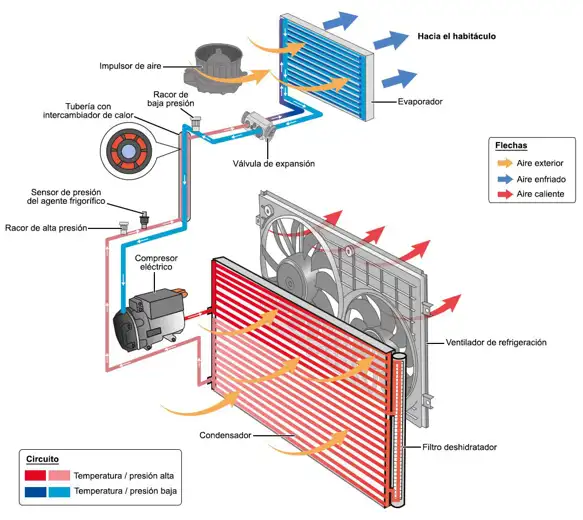 Hacia el habitáculo
Impulsor de aire
Racor de
baja presión
Evaporador
Tubería con
intercambiador de calor
Válvula de expansión
Flechas
Aire exterior
Aire enfriado
Aire caliente
Sensor de presión
del agente frigorífico
Racor de alta presión
Compresor
eléctrico
Ventilador de refrigeración
Condensador
Filtro deshidratador
Circuito
Temperatura / presión alta
Temperatura / presión baja